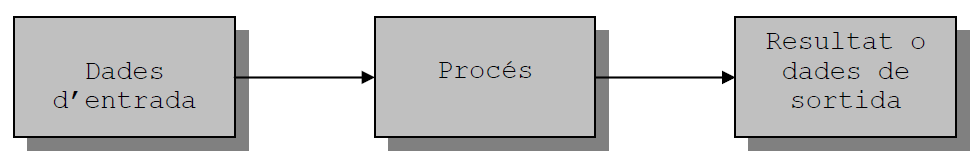 Dades
d’entrada
Procés
Resultat o
dades de
sortida